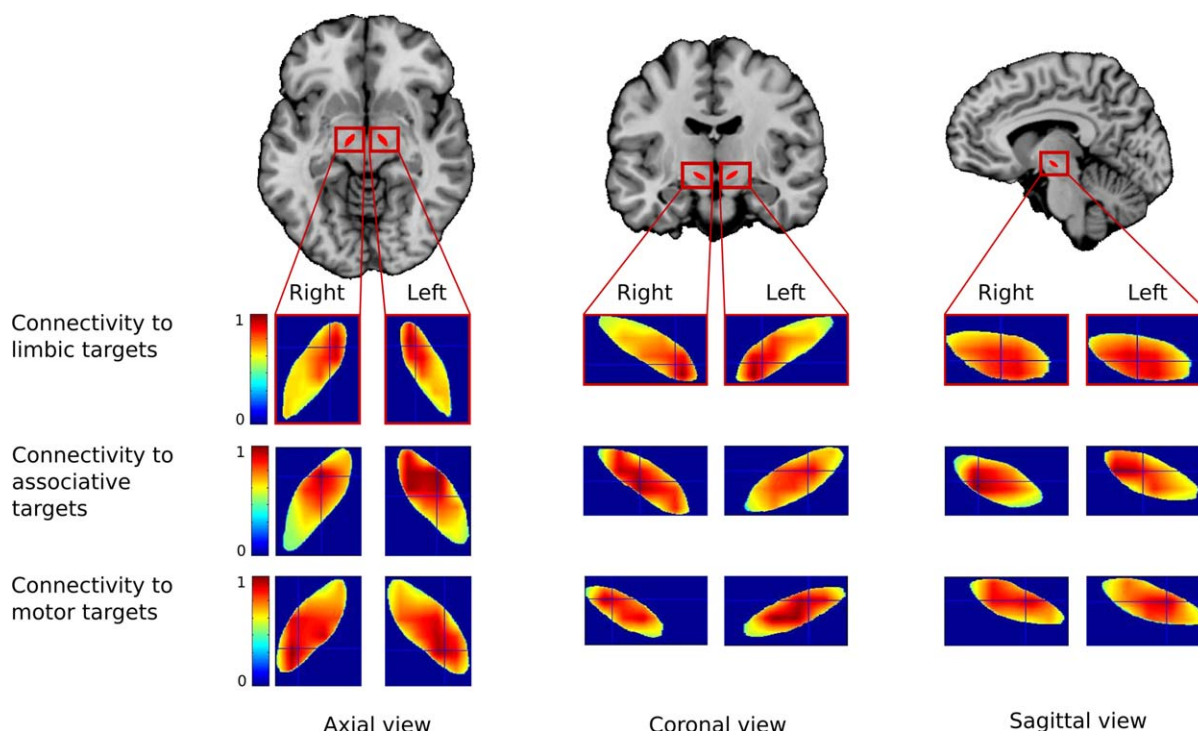 Right Left
Right Left
Right Left
Connectivity to
limbic targets
1
0
Connectivity to
associative
targets
1
0
Connectivity to
motor targets
1
0
Axial view
Coronal view
Sagittal view